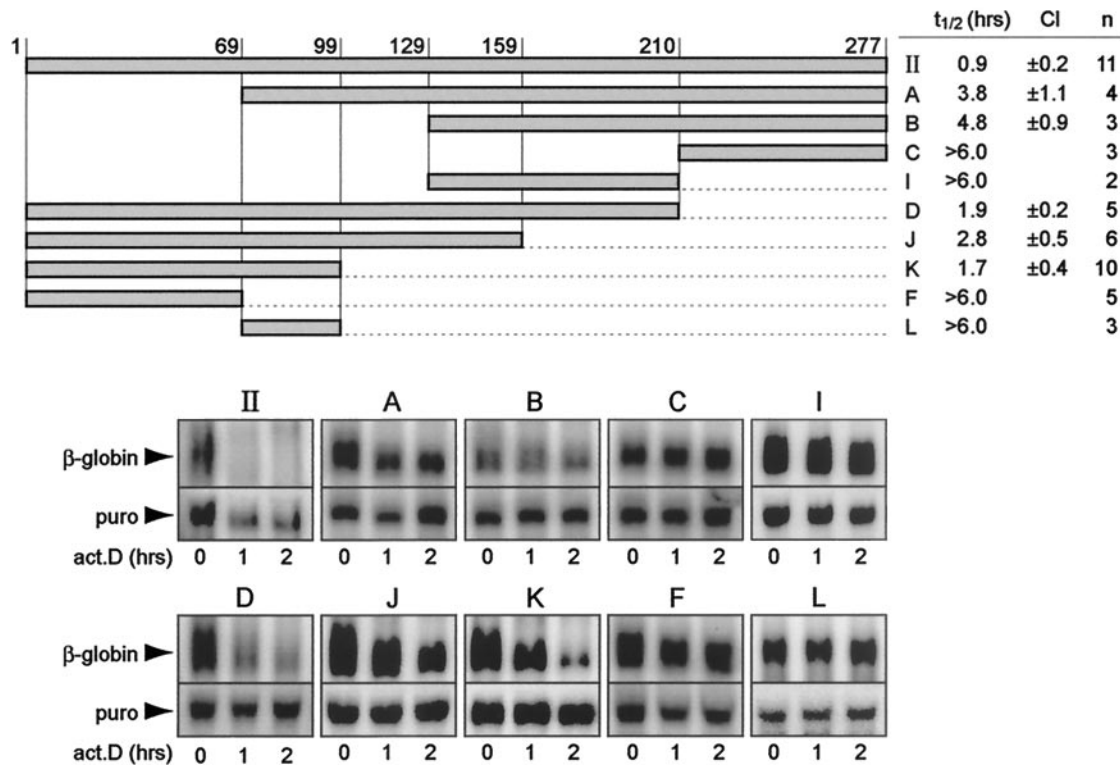 t1/2 (hrs) CI n
1 69 99 129 159 210 277
II 0.9 ±0.2 11
A 3.8 ±1.1 4
B 4.8 ±0.9 3
C >6.0 3
I >6.0 2
D 1.9 ±0.2 5
J 2.8 ±0.5 6
K 1.7 ±0.4 10
F >6.0 5
L >6.0 3
II A B C I
β-globin
puro
act.D (hrs) 0 1 2 0 1 2 0 1 2 0 1 2 0 1 2
D J K F L
β-globin
puro
act.D (hrs) 0 1 2 0 1 2 0 1 2 0 1 2 0 1 2